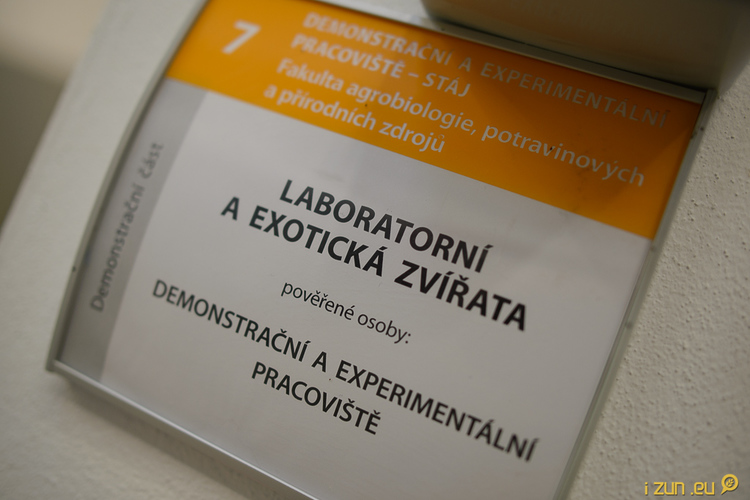 7
DEMONSTRAČNÍ A EXPERIMENTÁLNÍ
PRACOVIŠTĚ – STÁJ
Fakulta agrobiologie, potravinových
a přírodních zdrojů
Demonstrační část
LABORATORNÍ
A EXOTICKÁ ZVÍŘATA
pověřené osoby:
DEMONSTRAČNÍ A EXPERIMENTÁLNÍ
PRACOVIŠTĚ
i zun .eu